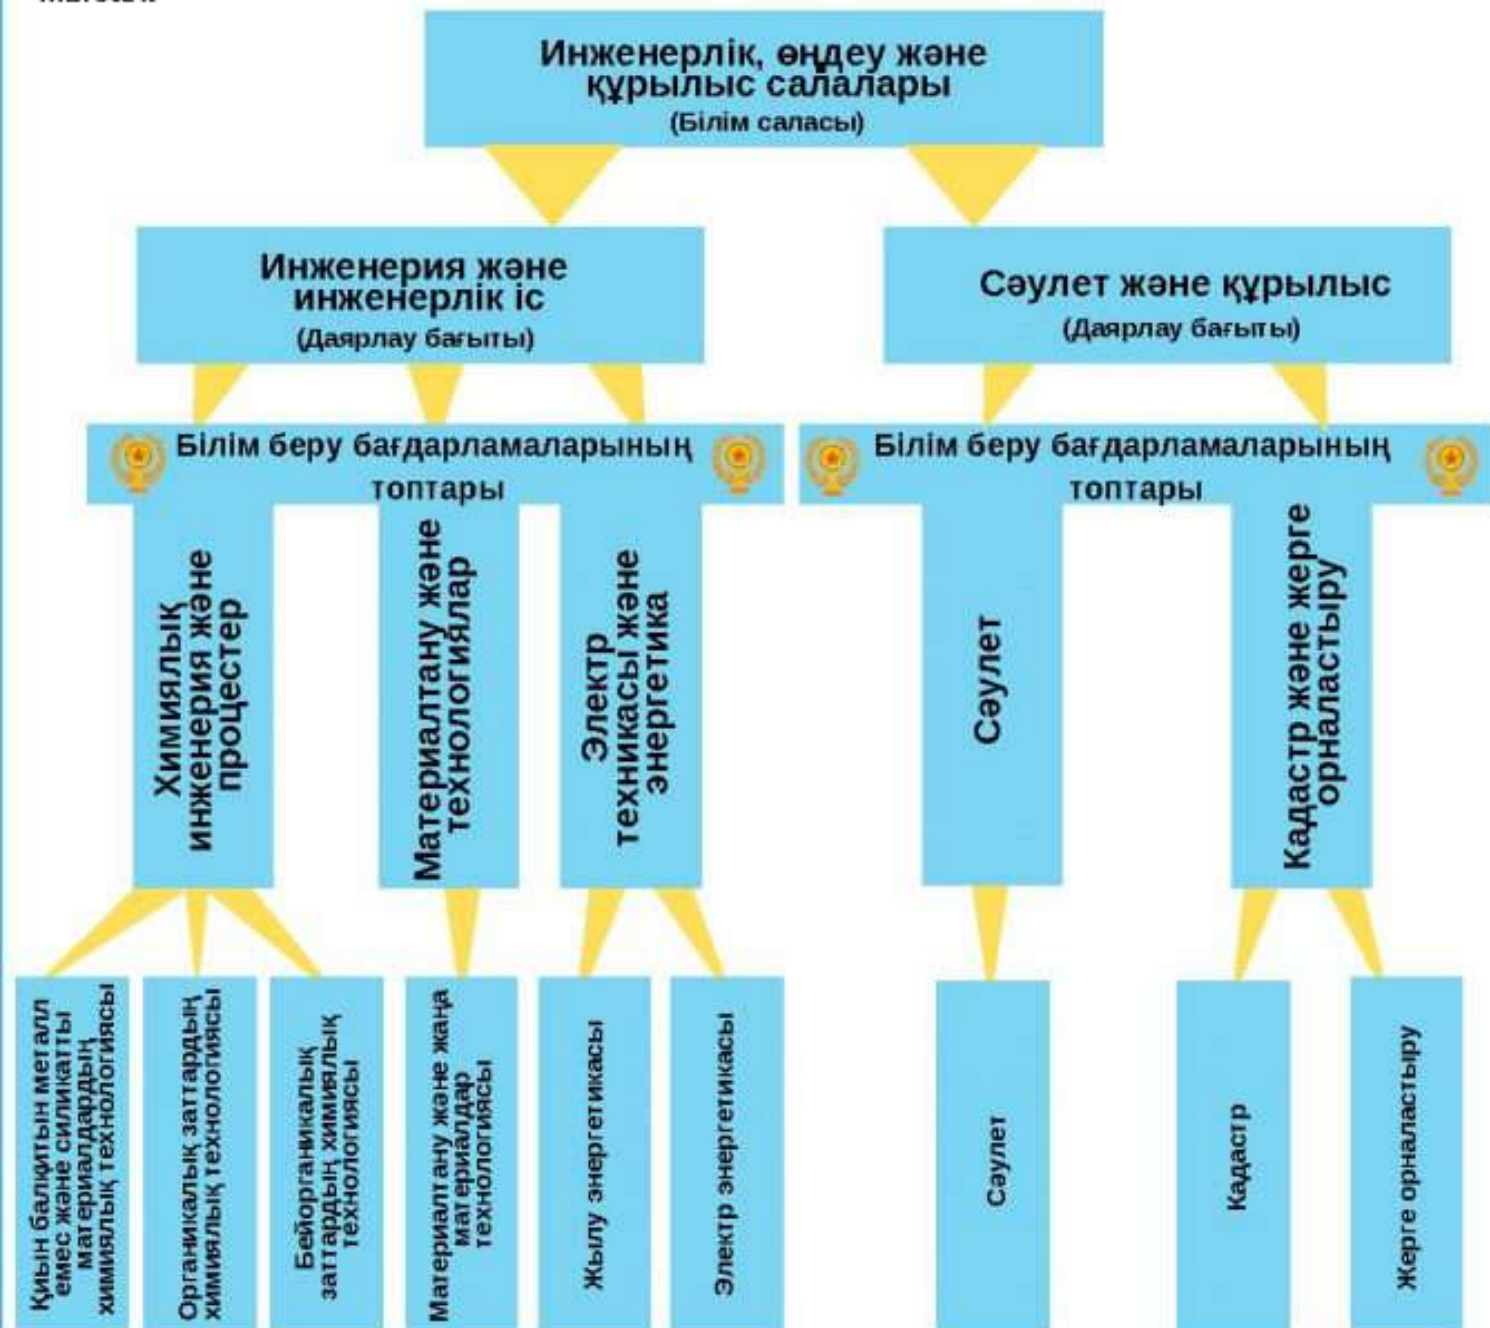 Инженерлік, өңдеу және
құрылыс салалары
(Білім саласы)
Инженерия және
инженерлік іс
(Даярлау бағыты)
Сәулет және құрылыс
(Даярлау бағыты)
Білім беру бағдарламаларының
топтары
Білім беру бағдарламаларының
топтары
Химиялық
инженерия және
процестер
Материалтану және
технологиялар
Электр
техникасы және
энергетика
Сәулет
Кадастр және жерге
орналастыру
Қиын балқитын металл
емес және силикатты
материалдардың
химиялық технологиясы
Органикалық заттардың
химиялық технологиясы
Бейорганикалық
заттардың химиялық
технологиясы
Материалтану және жаңа
материалдар
технологиясы
Жылу энергетикасы
Электр энергетикасы
Сәулет
Кадастр
Жерге орналастыру